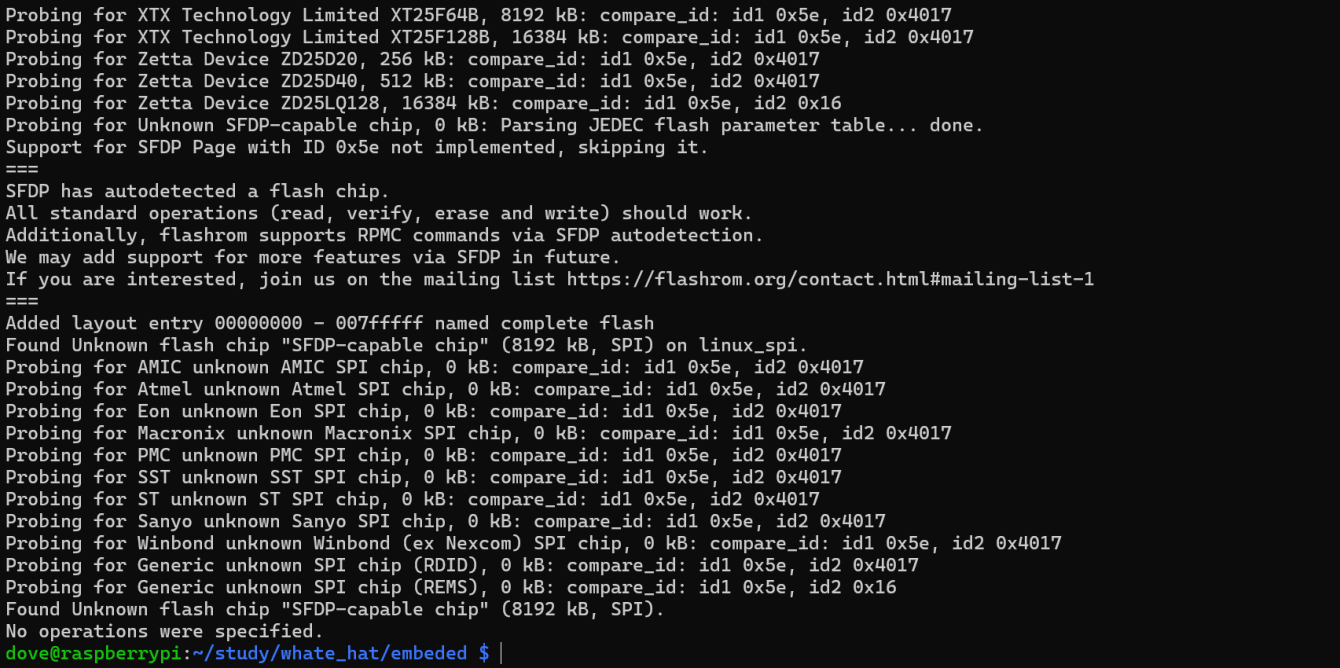 Probing for XTX Technology Limited XT25F64B, 8192 kB: compare_id: id1 0x5e, id2 0x4017
Probing for XTX Technology Limited XT25F128B, 16384 kB: compare_id: id1 0x5e, id2 0x4017
Probing for Zetta Device ZD25D20, 256 kB: compare_id: id1 0x5e, id2 0x4017
Probing for Zetta Device ZD25D40, 512 kB: compare_id: id1 0x5e, id2 0x4017
Probing for Zetta Device ZD25LQ128, 16384 kB: compare_id: id1 0x5e, id2 0x16
Probing for Unknown SFDP-capable chip, 0 kB: Parsing JEDEC flash parameter table... done.
Support for SFDP Page with ID 0x5e not implemented, skipping it.
===
SFDP has autodetected a flash chip.
All standard operations (read, verify, erase and write) should work.
Additionally, flashrom supports RPMC commands via SFDP autodetection.
We may add support for more features via SFDP in future.
If you are interested, join us on the mailing list https://flashrom.org/contact.html#mailing-list-1
===
Added layout entry 00000000 - 007fffff named complete flash
Found Unknown flash chip "SFDP-capable chip" (8192 kB, SPI) on linux_spi.
Probing for AMIC unknown AMIC SPI chip, 0 kB: compare_id: id1 0x5e, id2 0x4017
Probing for Atmel unknown Atmel SPI chip, 0 kB: compare_id: id1 0x5e, id2 0x4017
Probing for Eon unknown Eon SPI chip, 0 kB: compare_id: id1 0x5e, id2 0x4017
Probing for Macronix unknown Macronix SPI chip, 0 kB: compare_id: id1 0x5e, id2 0x4017
Probing for PMC unknown PMC SPI chip, 0 kB: compare_id: id1 0x5e, id2 0x4017
Probing for SST unknown SST SPI chip, 0 kB: compare_id: id1 0x5e, id2 0x4017
Probing for ST unknown ST SPI chip, 0 kB: compare_id: id1 0x5e, id2 0x4017
Probing for Sanyo unknown Sanyo SPI chip, 0 kB: compare_id: id1 0x5e, id2 0x4017
Probing for Winbond unknown Winbond (ex Nexcom) SPI chip, 0 kB: compare_id: id1 0x5e, id2 0x4017
Probing for Generic unknown SPI chip (RDID), 0 kB: compare_id: id1 0x5e, id2 0x4017
Probing for Generic unknown SPI chip (REMS), 0 kB: compare_id: id1 0x5e, id2 0x16
Found Unknown flash chip "SFDP-capable chip" (8192 kB, SPI).
No operations were specified.
dove@raspberrypi:~/study/whate_hat/embeded $